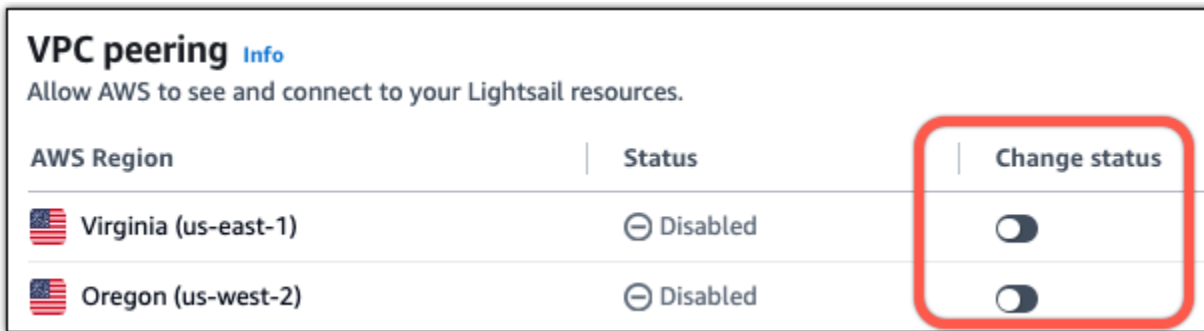 VPC peering Info
Allow AWS to see and connect to your Lightsail resources.
AWS Region Status Change status
Virginia (us-east-1) Disabled
Oregon (us-west-2) Disabled